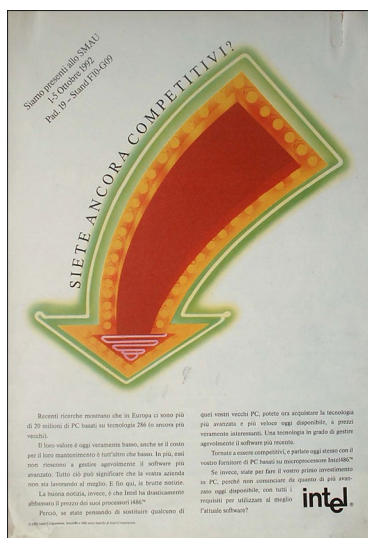 Siamo presenti allo SMAU
1-5 Ottobre 1992
Pad. 19 – Stand F10-G09
SIETE ANCORA COMPETITIVI?
Recenti ricerche mostrano che in Europa ci sono più
di 20 milioni di PC basati su tecnologia 286 (o ancora più
vecchi).
Il loro valore è oggi veramente basso, anche se il costo
per il loro mantenimento è tutt'altro che basso. In più, essi
non riescono a gestire agevolmente il software più
avanzato. Tutto ciò può significare che la vostra azienda
non sta lavorando al meglio. E fin qui, le brutte notizie.
La buona notizia, invece, è che Intel ha drasticamente
abbassato il prezzo dei suoi processori i486™
Perciò, se state pensando di sostituire qualcuno di
quei vostri vecchi PC, potete ora acquistare la tecnologia
più avanzata e più veloce oggi disponibile, a prezzi
veramente interessanti. Una tecnologia in grado di gestire
agevolmente il software più recente.
Tornate a essere competitivi, e parlate oggi stesso con il
vostro fornitore di PC basati su microprocessore Intel486™
Se invece, state per fare il vostro primo investimento
in PC, perché non cominciare da quanto di più avan-
zato oggi disponibile, con tutti i
requisiti per utilizzare al meglio
l'attuale software?
intel®